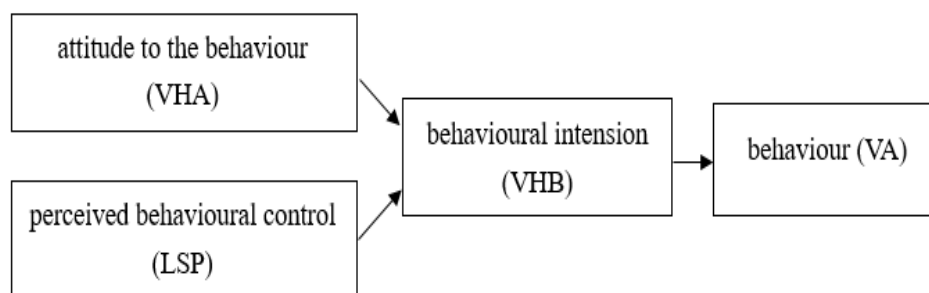 attitude to the behaviour
(VHA)
perceived behavioural control
(LSP)
behavioural intension
(VHB)
behaviour (VA)